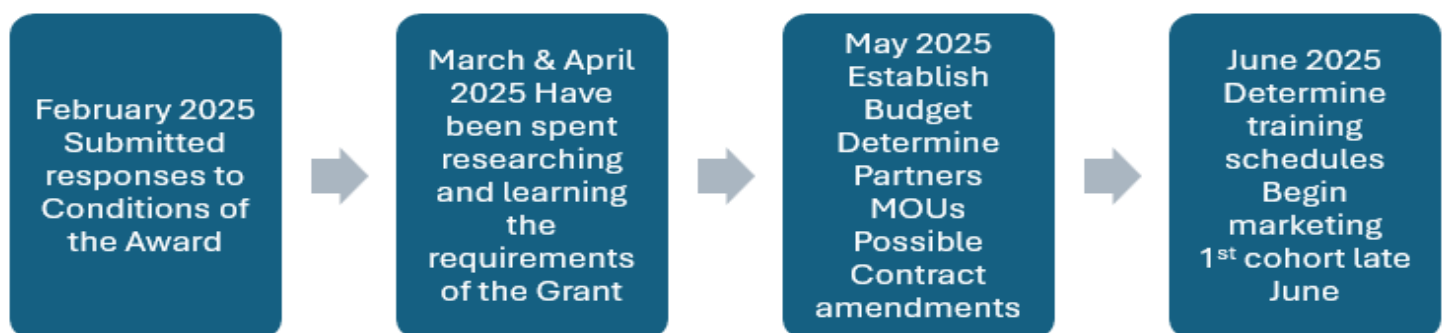 February 2025
Submitted
responses to
Conditions of
the Award
March & April
2025 Have
been spent
researching
and learning
the
requirements
of the Grant
May 2025
Establish
Budget
Determine
Partners
MOUs
Possible
Contract
amendments
June 2025
Determine
training
schedules
Begin
marketing
1st cohort late
June